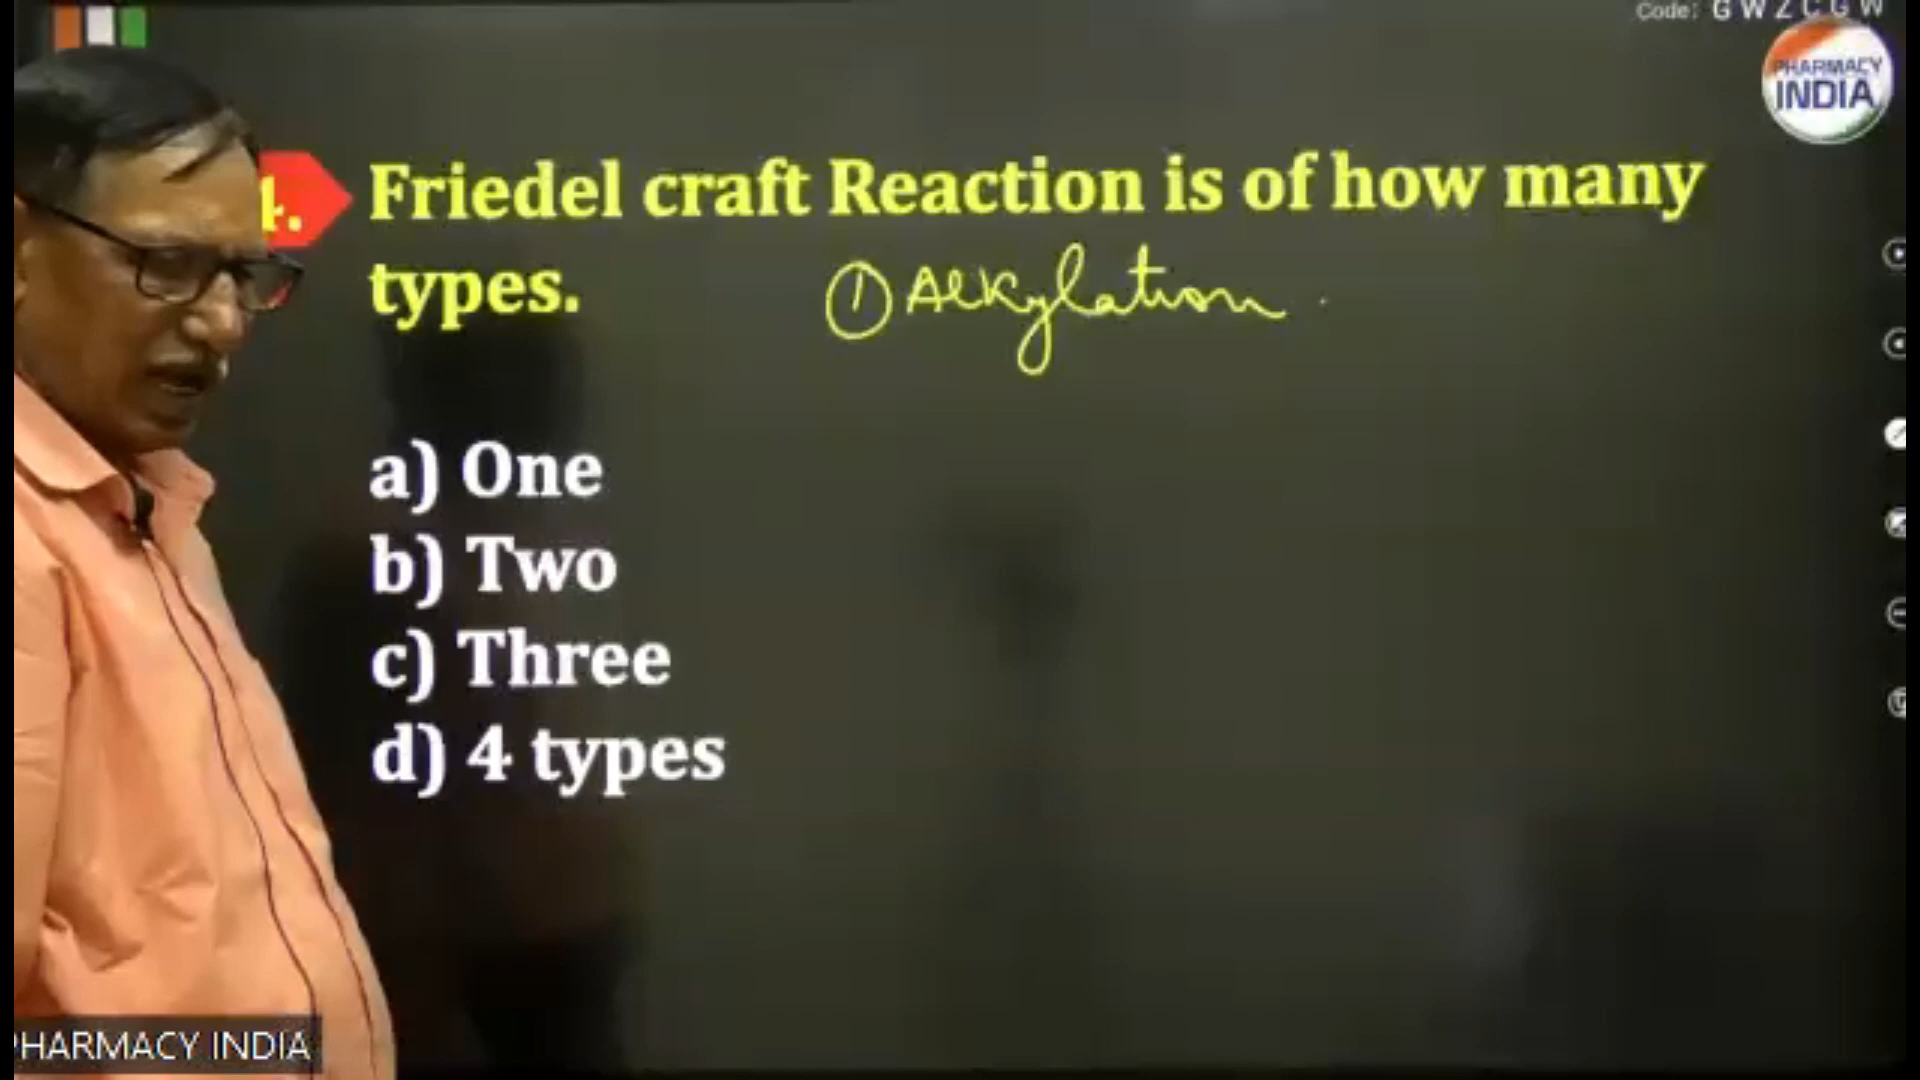 Code: G W Z C G W
PHARMACY
INDIA
4. Friedel craft Reaction is of how many
types.
① Alkylation
a) One
b) Two
c) Three
d) 4 types
PHARMACY INDIA